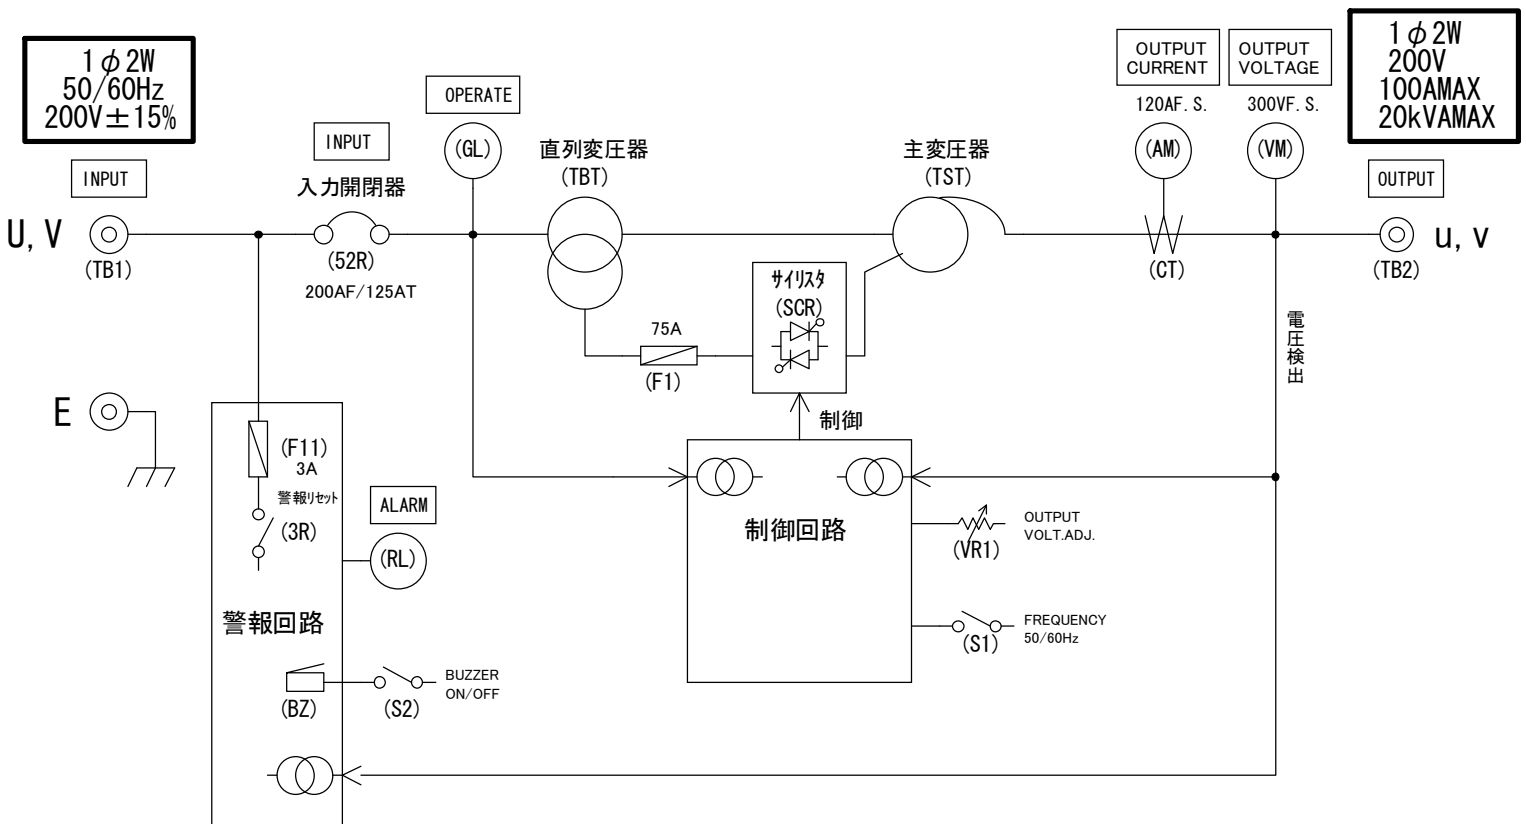 1φ2W
50/60Hz
200V±15%
INPUT
U, V
(TB1)
INPUT
入力開閉器
(52R)
200AF/125AT
OPERATE
(GL)
直列変圧器
(TBT)
主変圧器
(TST)
OUTPUT
CURRENT
120AF. S.
(AM)
(CT)
OUTPUT
VOLTAGE
300VF. S.
(VM)
1φ2W
200V
100AMAX
20kVAMAX
OUTPUT
u, v
(TB2)
サイリスタ
(SCR)
75A
(F1)
電圧検出
制御
E
(F11)
3A
警報リセット
(3R)
ALARM
(RL)
警報回路
(BZ)
(S2)
BUZZER
ON/OFF
制御回路
(VR1)
OUTPUT
VOLT.ADJ.
(S1)
FREQUENCY
50/60Hz